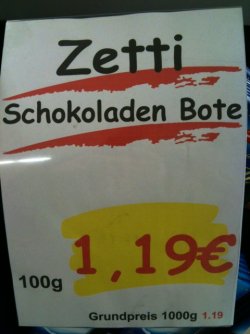 Zetti
Schokoladen Bote
100g 1,19€
Grundpreis 1000g 1.19